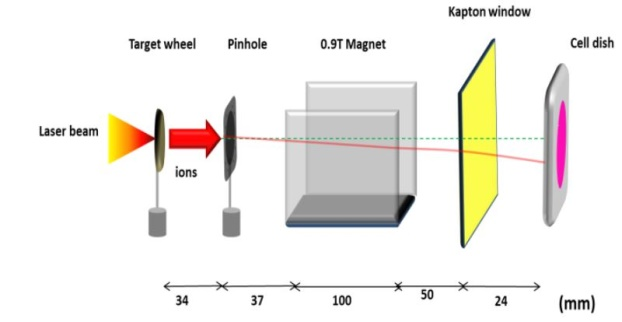 Kapton window
Target wheel
Pinhole
0.9T Magnet
Cell dish
Laser beam
ions
34
37
100
50
24
(mm)